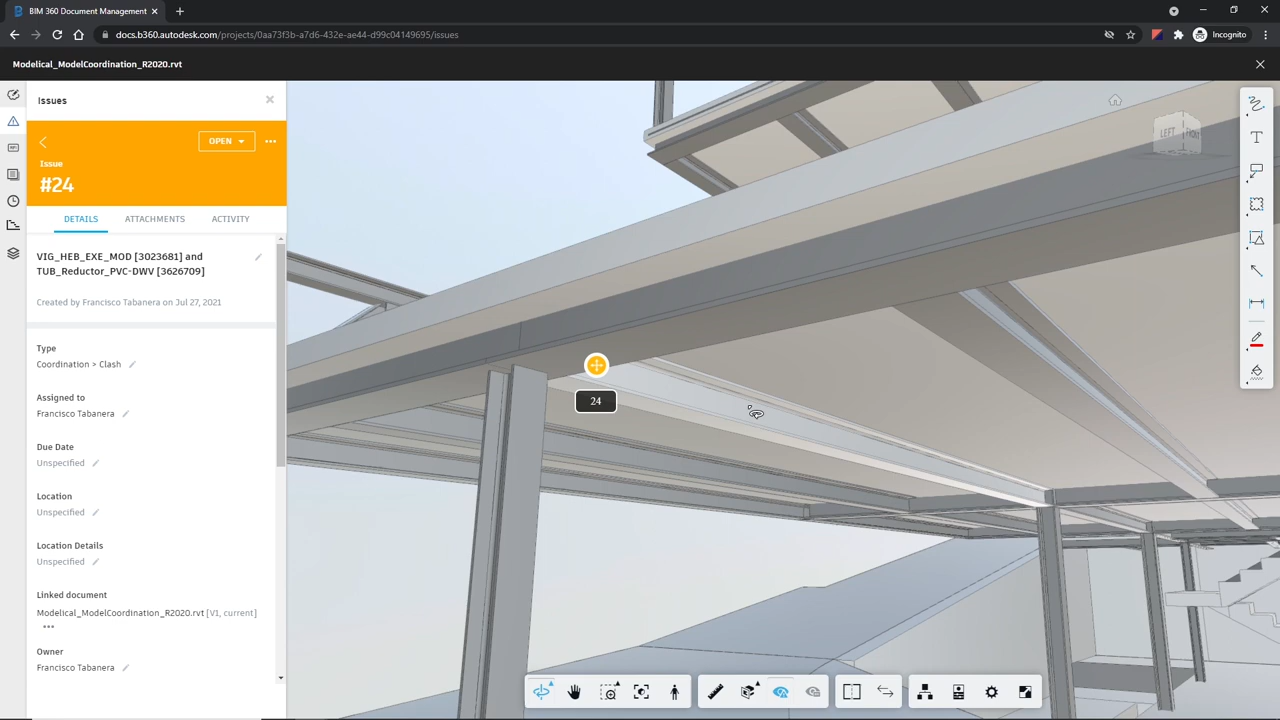 BIM 360 Document Management
docs.b360.autodesk.com/projects/0aa73f3b-a7d6-432e-ae44-d99c04149695/issues
Incognito
Modelical_ModelCoordination_R2020.rvt
Issues
OPEN
Issue
#24
DETAILS ATTACHMENTS ACTIVITY
VIG_HEB_EXE_MOD [3023681] and
TUB_Reductor_PVC-DWV [3626709]
Created by Francisco Tabanera on Jul 27, 2021
Type
Coordination > Clash
Assigned to
Francisco Tabanera
Due Date
Unspecified
Location
Unspecified
Location Details
Unspecified
Linked document
Modelical_ModelCoordination_R2020.rvt [V1, current]
Owner
Francisco Tabanera
24
LEFT FRONT
T